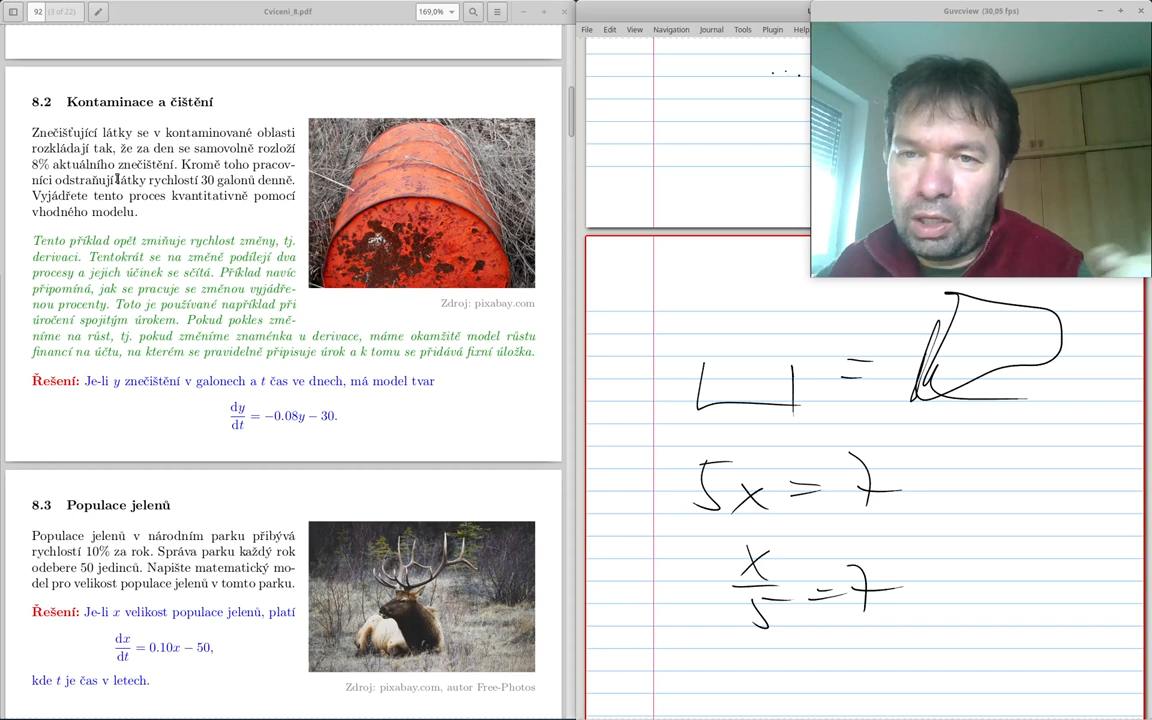 92 (3 of 22)
Cviceni_8.pdf
169,0%
Guvcview (30,05 fps)
File Edit View Navigation Journal Tools Plugin Help
8.2 Kontaminace a čištění
Znečišťující látky se v kontaminované oblasti
rozkládají tak, že za den se samovolně rozloží
8% aktuálního znečištění. Kromě toho pracov-
níci odstraňují látky rychlostí 30 galonů denně.
Vyjádřete tento proces kvantitativně pomocí
vhodného modelu.
Tento příklad opět zmiňuje rychlost změny, tj.
derivaci. Tentokrát se na změně podílejí dva
procesy a jejich účinek se sčítá. Příklad navíc
připomíná, jak se pracuje se změnou vyjádře-
nou procenty. Toto je používané například při
úročení spojitým úrokem. Pokud pokles změ-
níme na růst, tj. pokud změníme znaménka u derivace, máme okamžitě model růstu
financí na účtu, na kterém se pravidelně připisuje úrok a k tomu se přidává fixní úložka.
Zdroj: pixabay.com
Řešení: Je-li y znečištění v galonech a t čas ve dnech, má model tvar
dy/dt = −0.08y − 30.
8.3 Populace jelenů
Populace jelenů v národním parku přibývá
rychlostí 10% za rok. Správa parku každý rok
odebere 50 jedinců. Napište matematický mo-
del pro velikost populace jelenů v tomto parku.
Řešení: Je-li x velikost populace jelenů, platí
dx/dt = 0.10x − 50,
kde t je čas v letech.
Zdroj: pixabay.com, autor Free-Photos
=
5x = 7
x/5 = 7